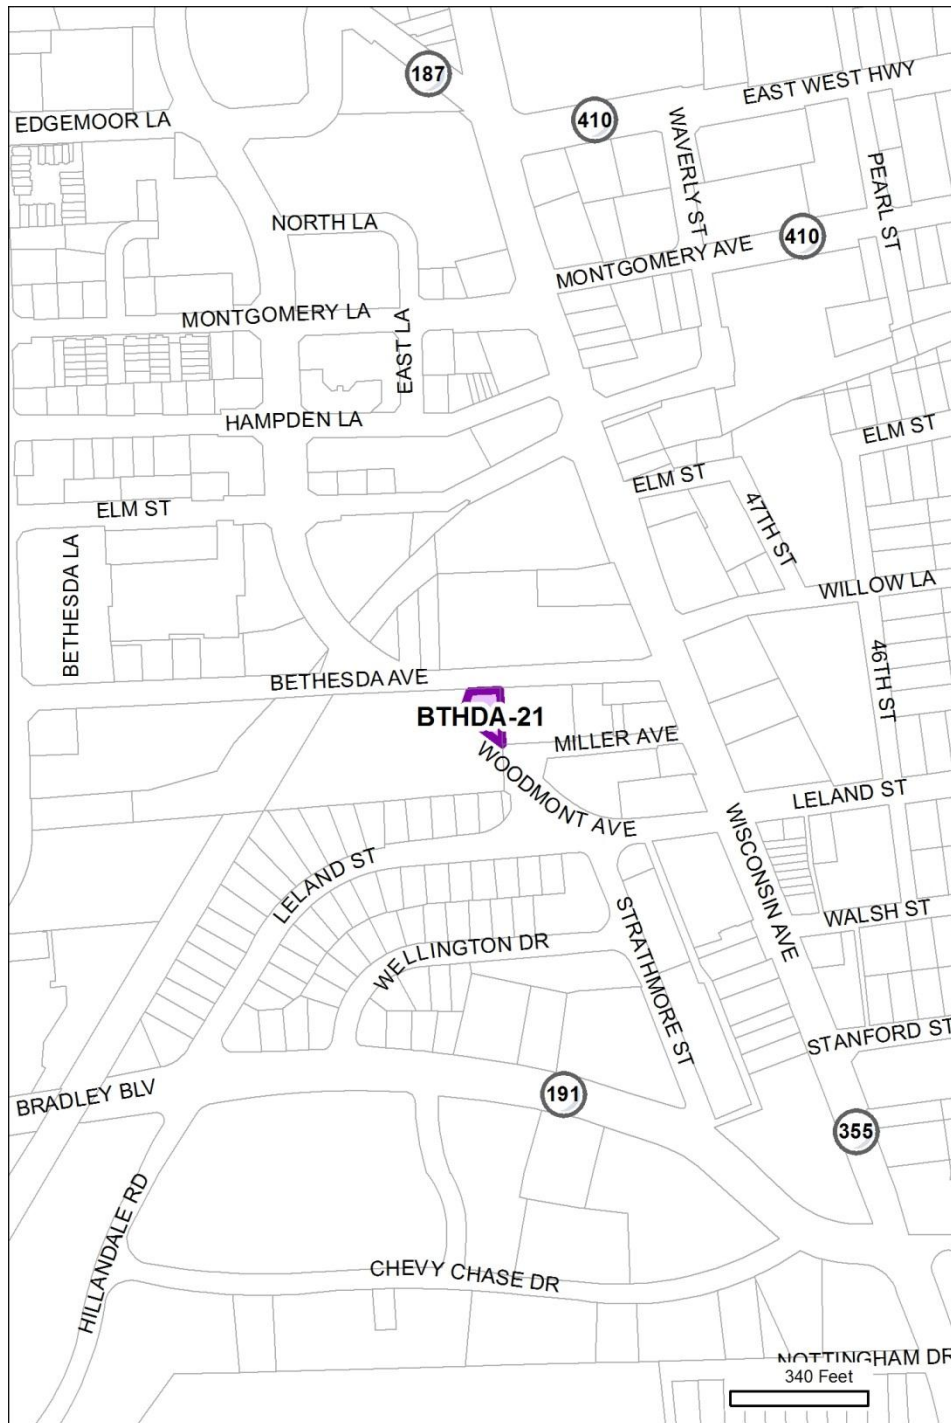 187
EAST WEST HWY
410
EDGEMOOR LA
WAVERLY ST
PEARL ST
NORTH LA
410
MONTGOMERY AVE
MONTGOMERY LA
EAST LA
HAMPDEN LA
ELM ST
ELM ST
ELM ST
47TH ST
BETHESDA LA
WILLOW LA
46TH ST
BETHESDA AVE
BTHDA-21
MILLER AVE
WOODMONT AVE
LELAND ST
WISCONSIN AVE
LELAND ST
WALSH ST
STRATHMORE ST
WELLINGTON DR
STANFORD ST
BRADLEY BLV
191
355
HILLANDALE RD
CHEVY CHASE DR
NOTTINGHAM DR
340 Feet